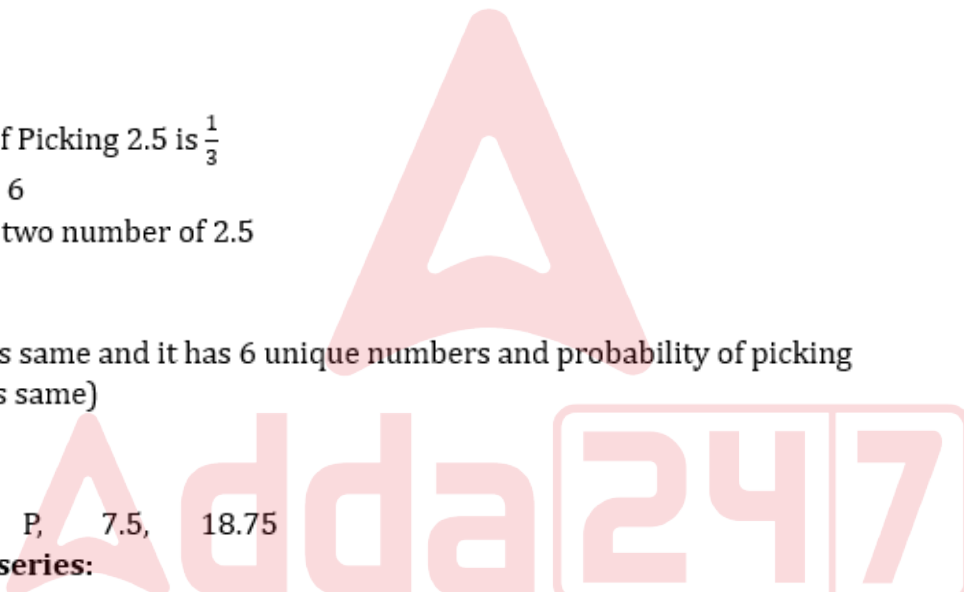 f Picking 2.5 is 1/3
6
two number of 2.5
s same and it has 6 unique numbers and probability of picking
s same)
P, 7.5, 18.75
series:
Adda247